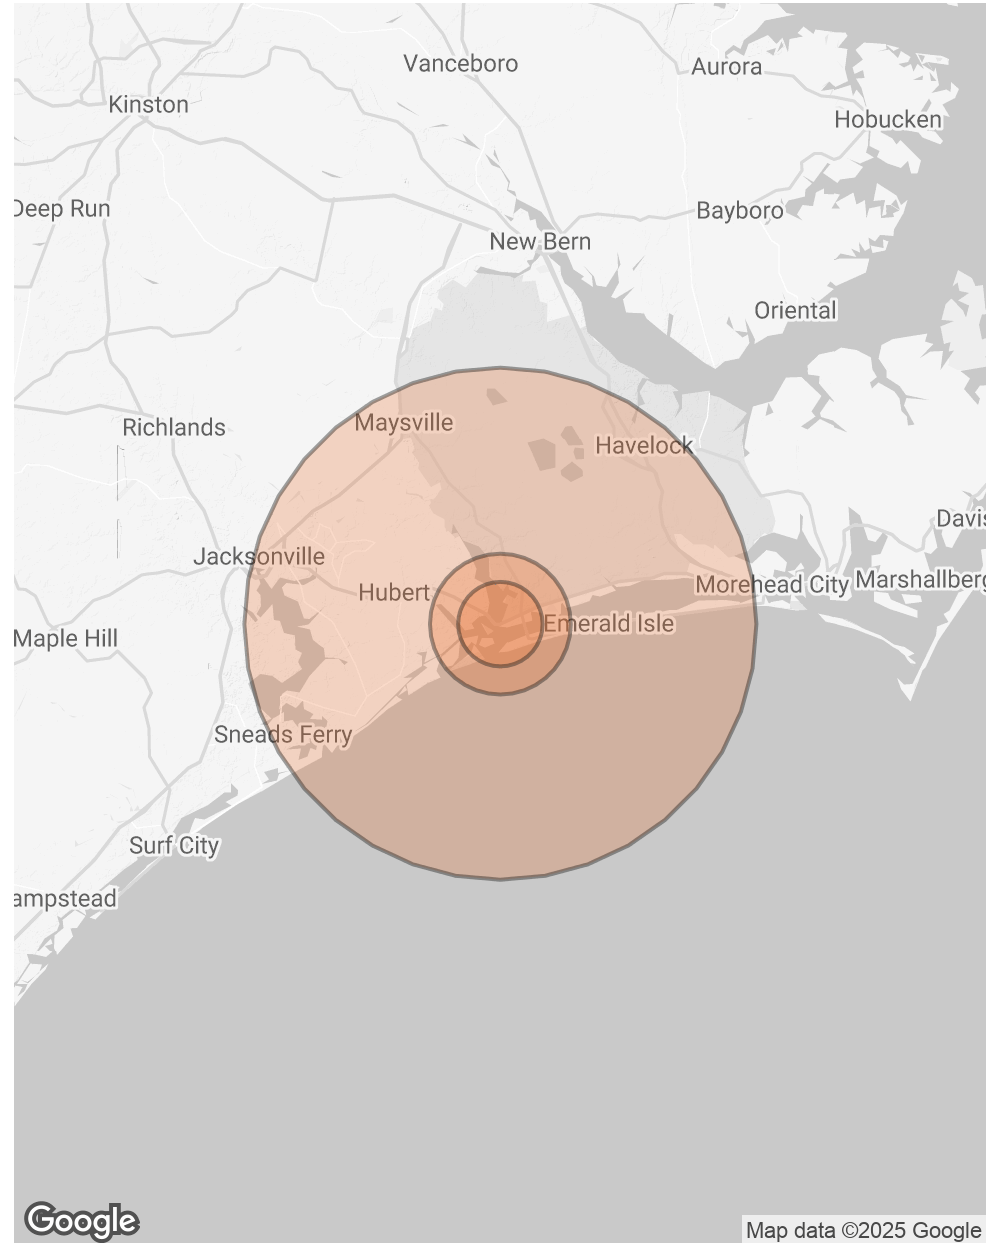 Vanceboro
Aurora
Kinston
Hobucken
Deep Run
Bayboro
New Bern
Oriental
Maysville
Richlands
Havelock
Davis
Jacksonville
Hubert
Morehead City
Marshallberg
Emerald Isle
Maple Hill
Sneads Ferry
Surf City
ampstead
Google
Map data ©2025 Google